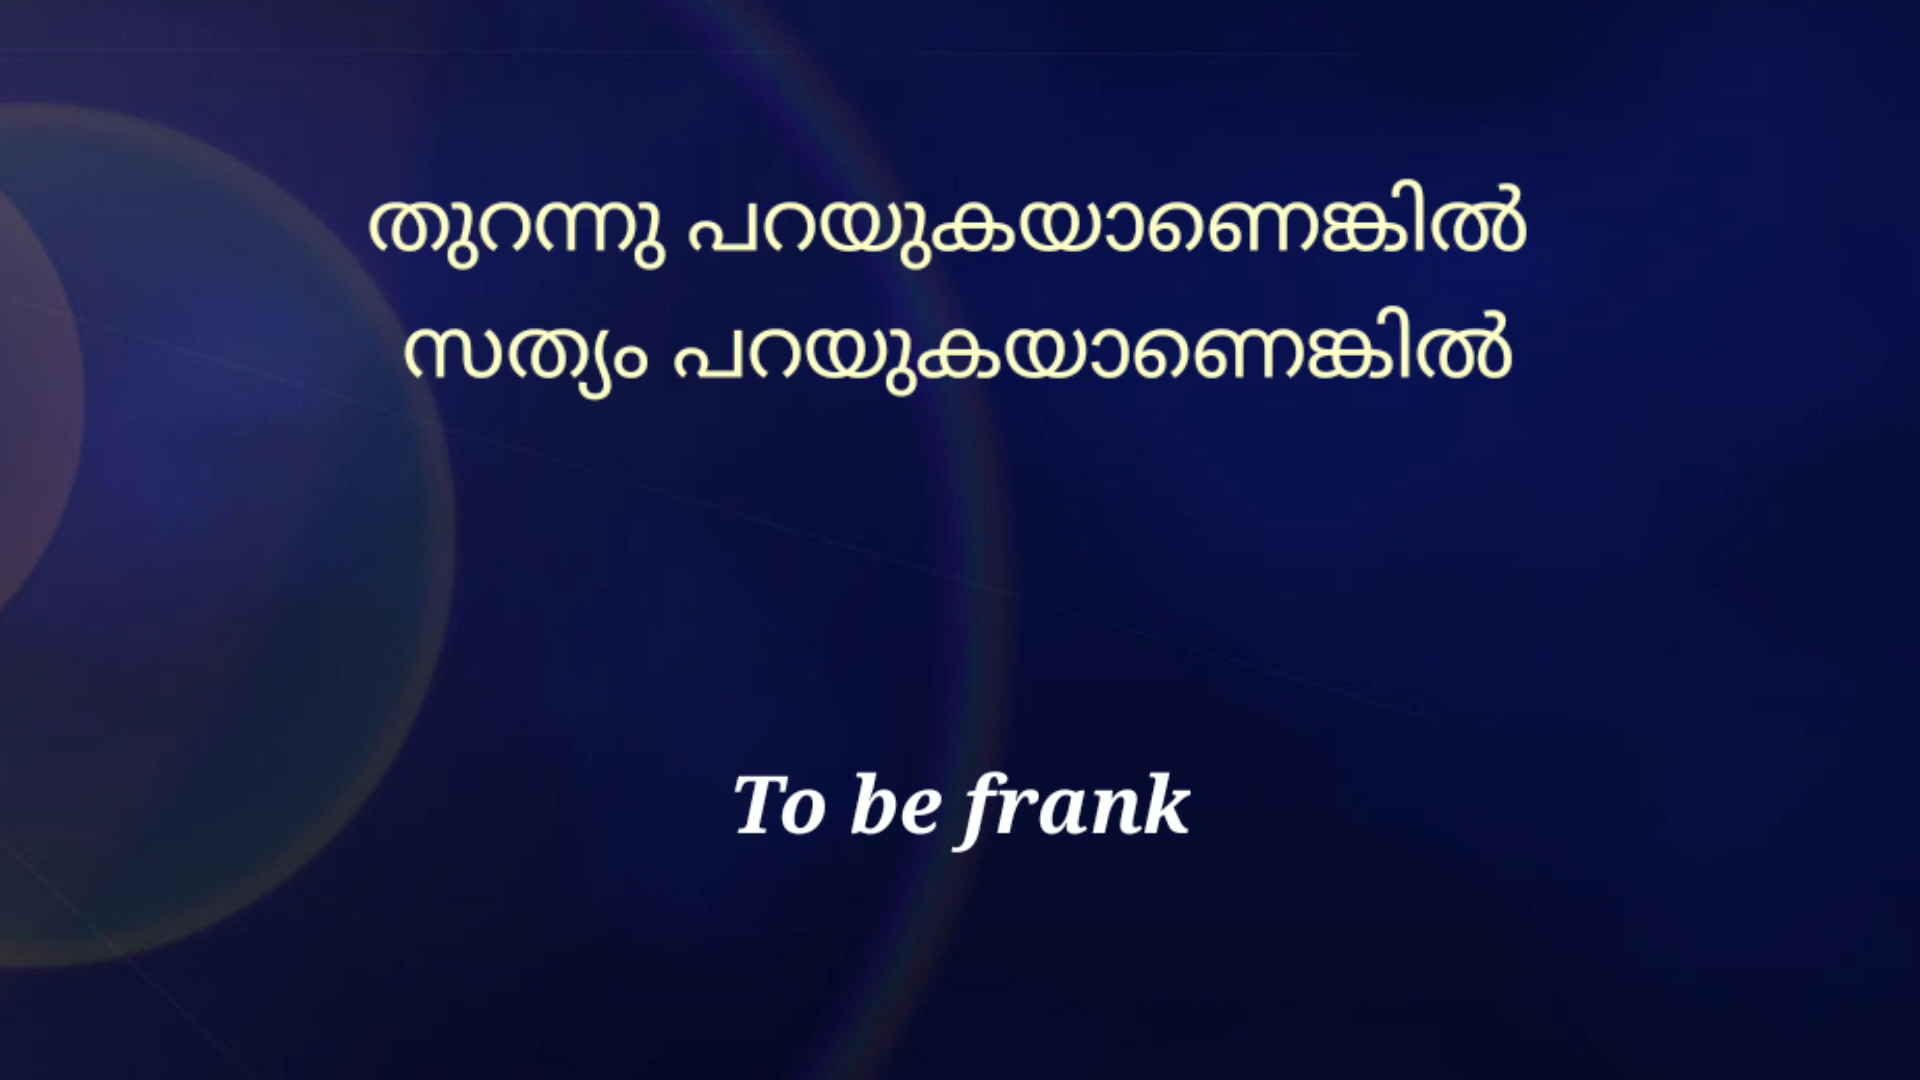 തുറന്നു പറയുകയാണെങ്കിൽ
സത്യം പറയുകയാണെങ്കിൽ
To be frank